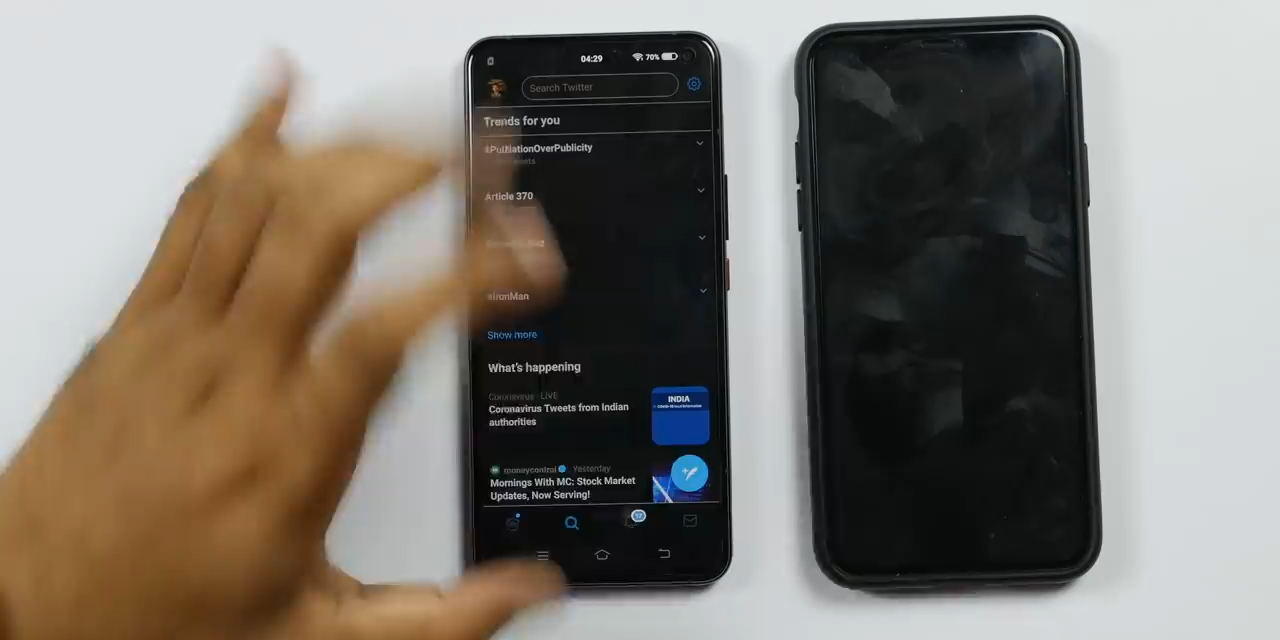 04:29
70%
Search Twitter
Trends for you
Article 370
#IronMan
Show more
What's happening
Coronavirus · LIVE
Coronavirus Tweets from Indian
authorities
INDIA
moneycontrol
Yesterday
Mornings With MC: Stock Market
Updates, Now Serving!